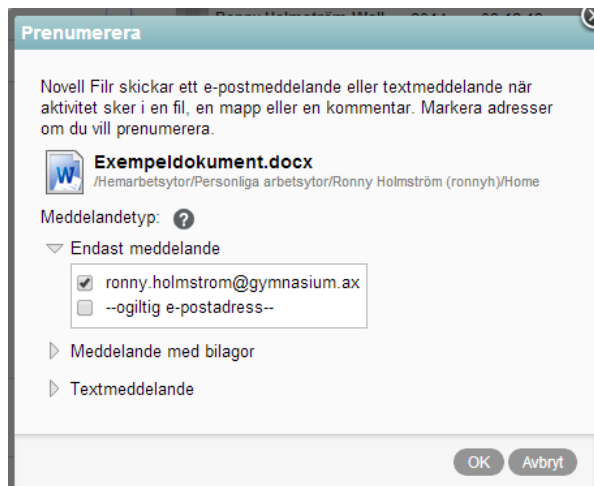 Prenumerera
Novell Filr skickar ett e-postmeddelande eller textmeddelande när
aktivitet sker i en fil, en mapp eller en kommentar. Markera adresser
om du vill prenumerera.
Exempeldokument.docx
/Hemarbetsytor/Personliga arbetsytor/Ronny Holmström (ronnyh)/Home
Meddelandetyp: ?
Endast meddelande
ronny.holmstrom@gymnasium.ax
--ogiltig e-postadress--
Meddelande med bilagor
Textmeddelande
OK Avbryt